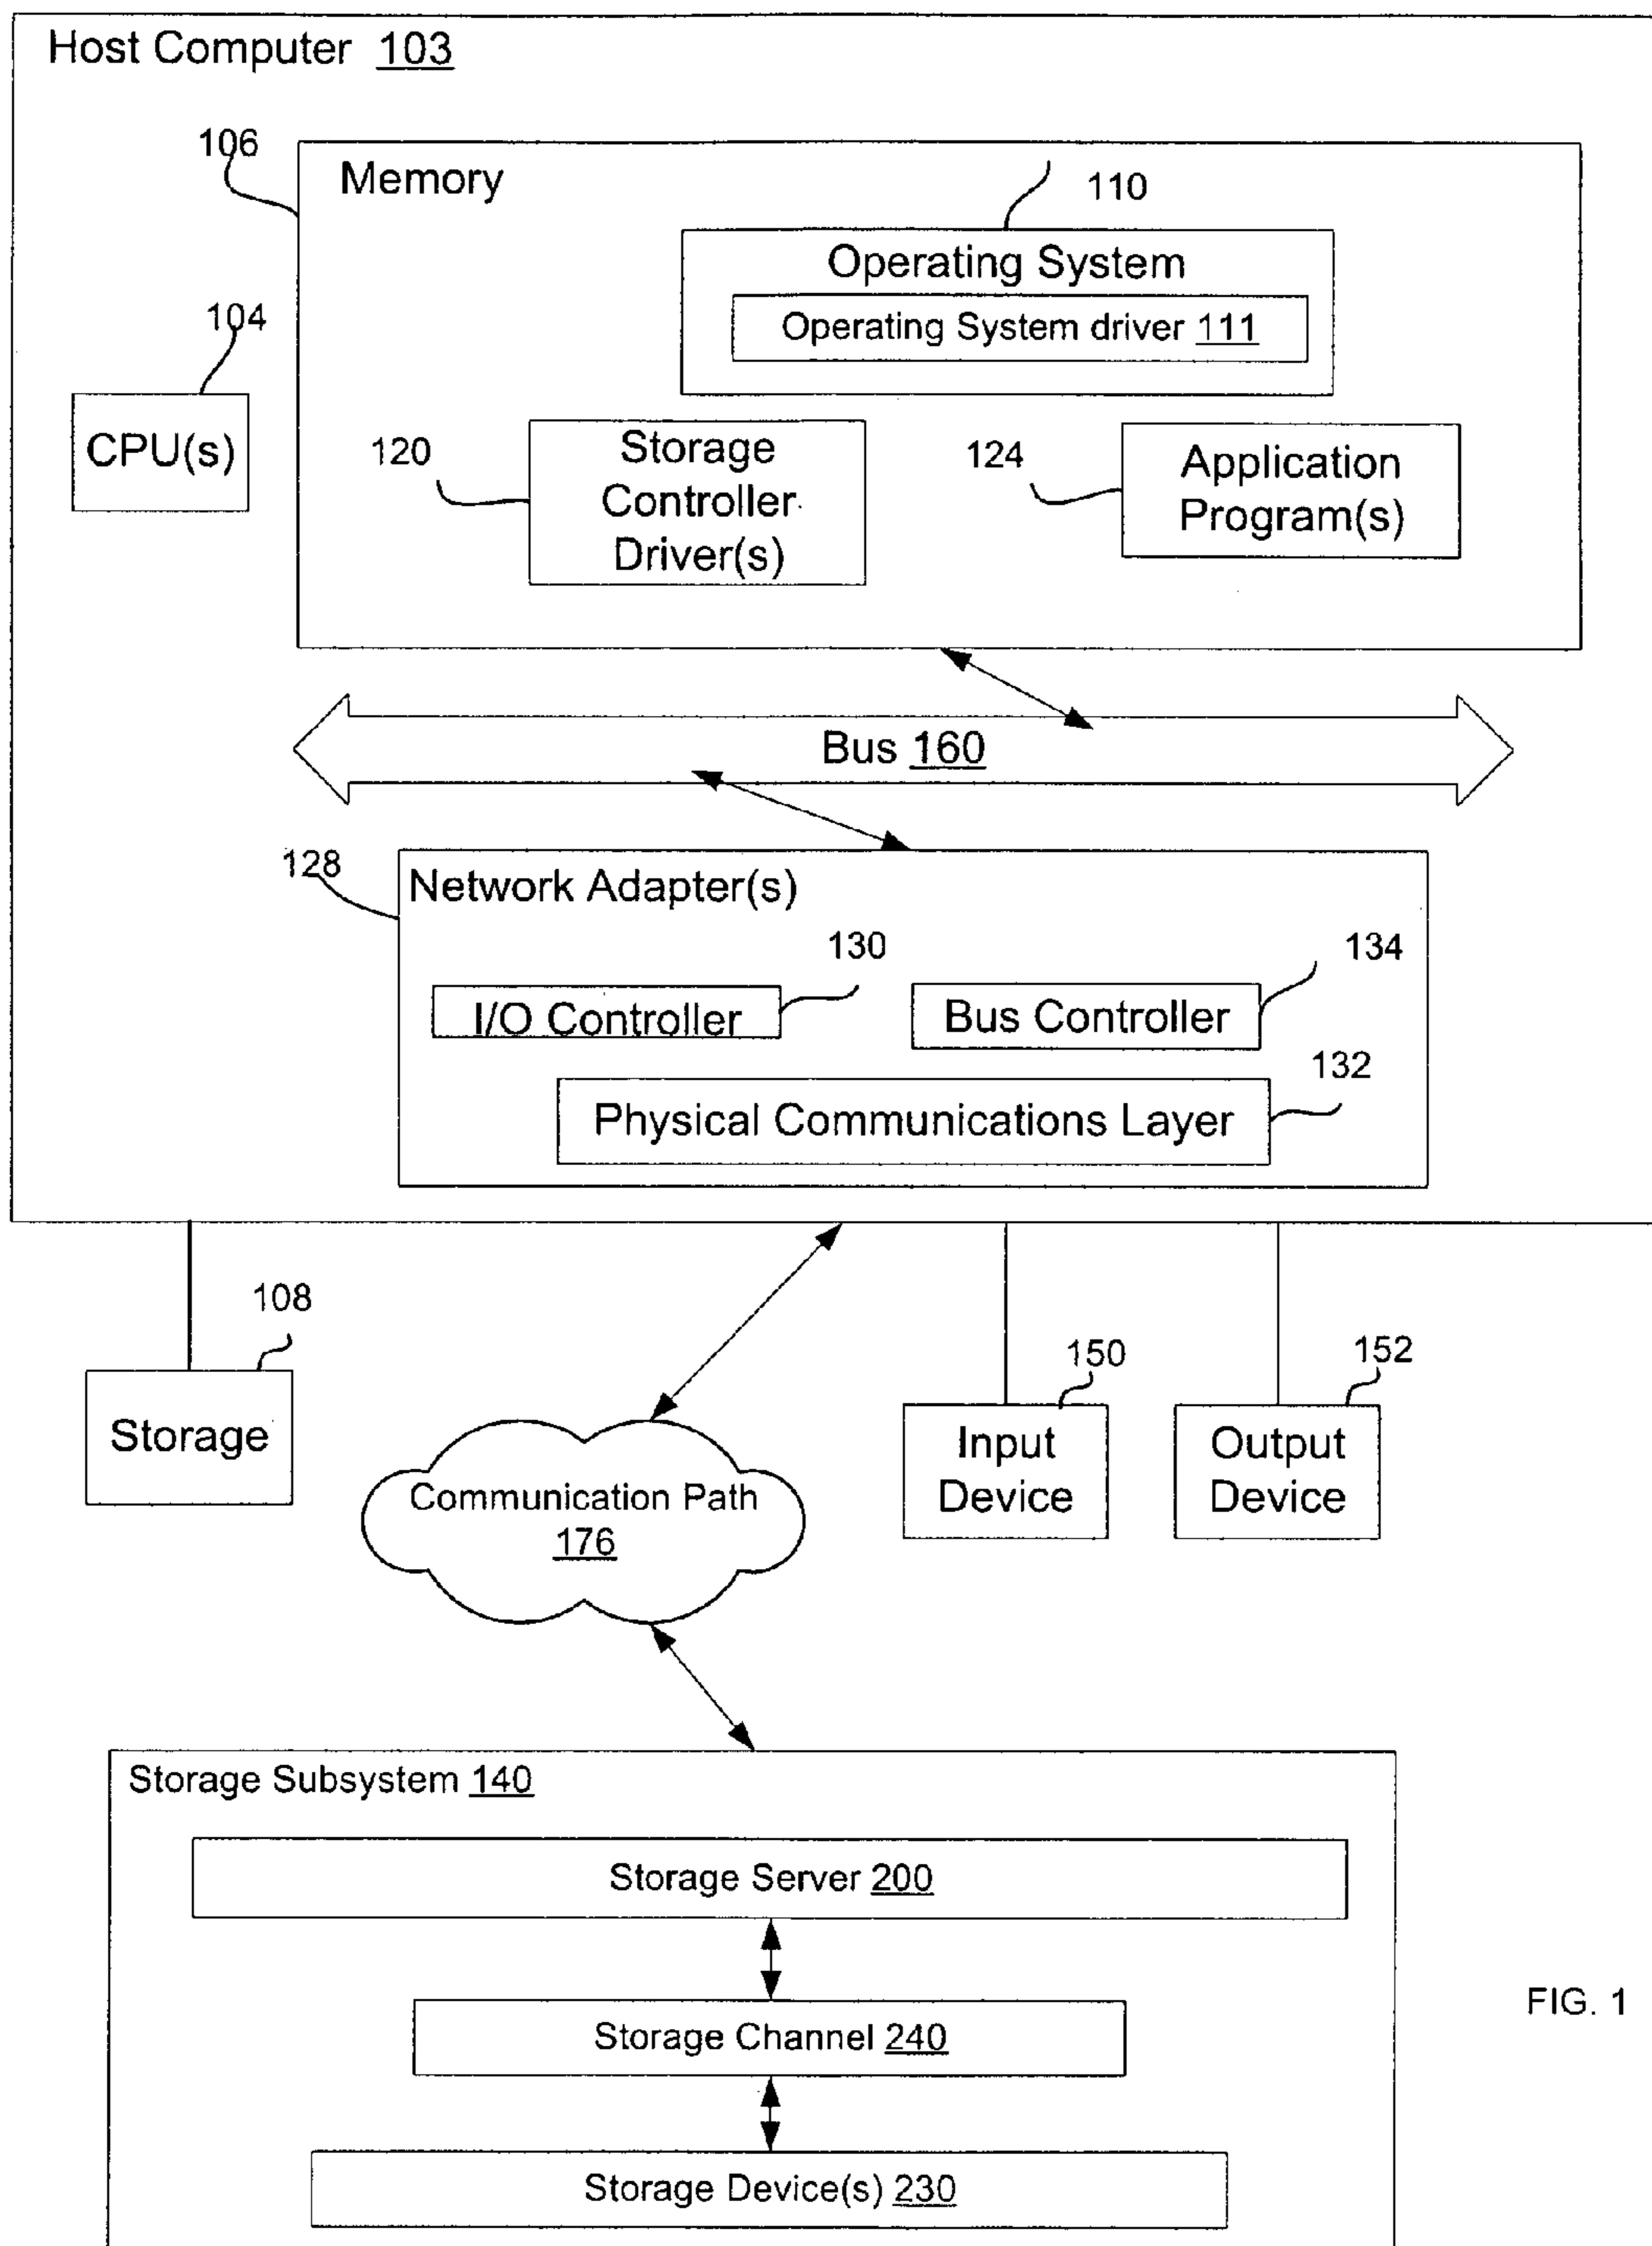 Host Computer 103
106
Memory
110
Operating System
Operating System driver 111
104
CPU(s)
120
Storage
Controller
Driver(s)
124
Application
Program(s)
Bus 160
128
Network Adapter(s)
130
I/O Controller
134
Bus Controller
132
Physical Communications Layer
108
Storage
Communication Path
176
150
Input
Device
152
Output
Device
Storage Subsystem 140
Storage Server 200
Storage Channel 240
Storage Device(s) 230
FIG. 1